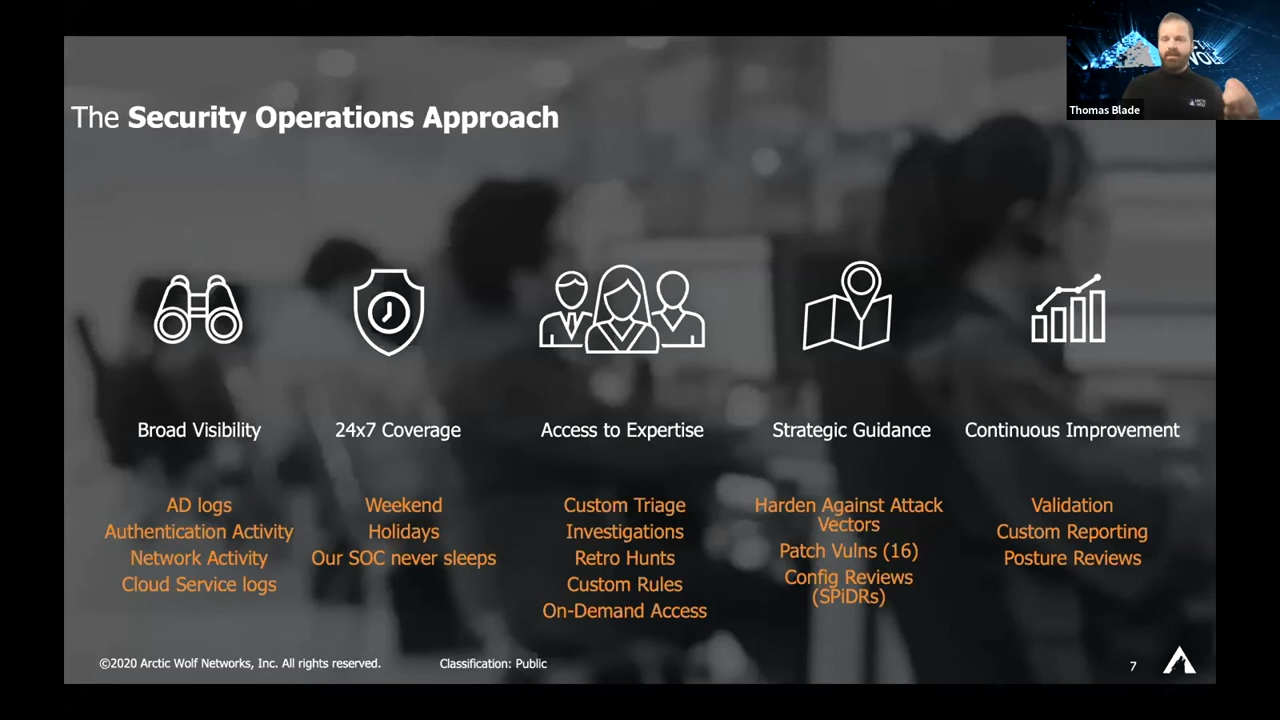 The Security Operations Approach
Thomas Blade
Broad Visibility
AD logs
Authentication Activity
Network Activity
Cloud Service logs
24x7 Coverage
Weekend
Holidays
Our SOC never sleeps
Access to Expertise
Custom Triage
Investigations
Retro Hunts
Custom Rules
On-Demand Access
Strategic Guidance
Harden Against Attack
Vectors
Patch Vulns (16)
Config Reviews
(SPiDRs)
Continuous Improvement
Validation
Custom Reporting
Posture Reviews
©2020 Arctic Wolf Networks, Inc. All rights reserved.
Classification: Public
7